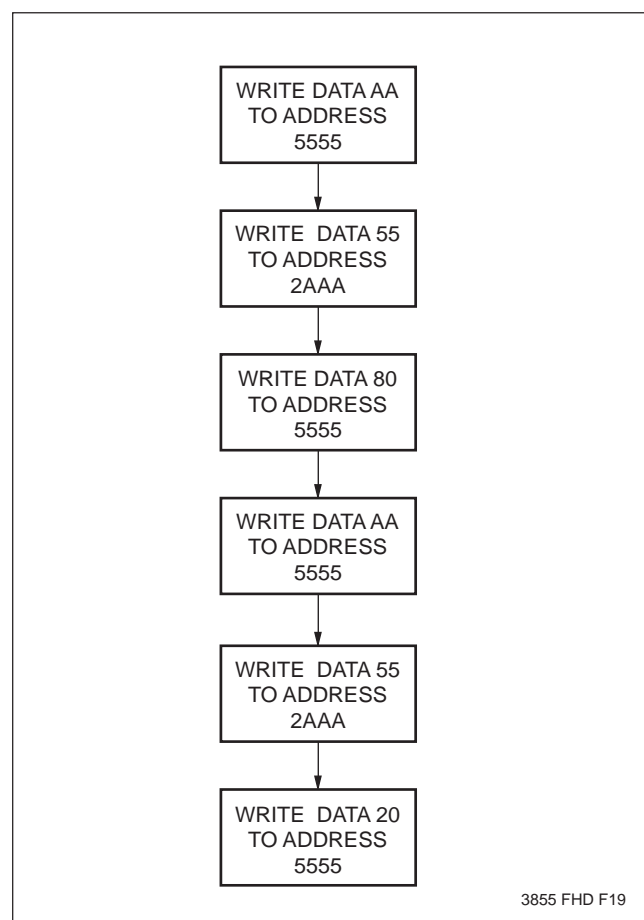 WRITE DATA AA
TO ADDRESS
5555
WRITE DATA 55
TO ADDRESS
2AAA
WRITE DATA 80
TO ADDRESS
5555
WRITE DATA AA
TO ADDRESS
5555
WRITE DATA 55
TO ADDRESS
2AAA
WRITE DATA 20
TO ADDRESS
5555
3855 FHD F19